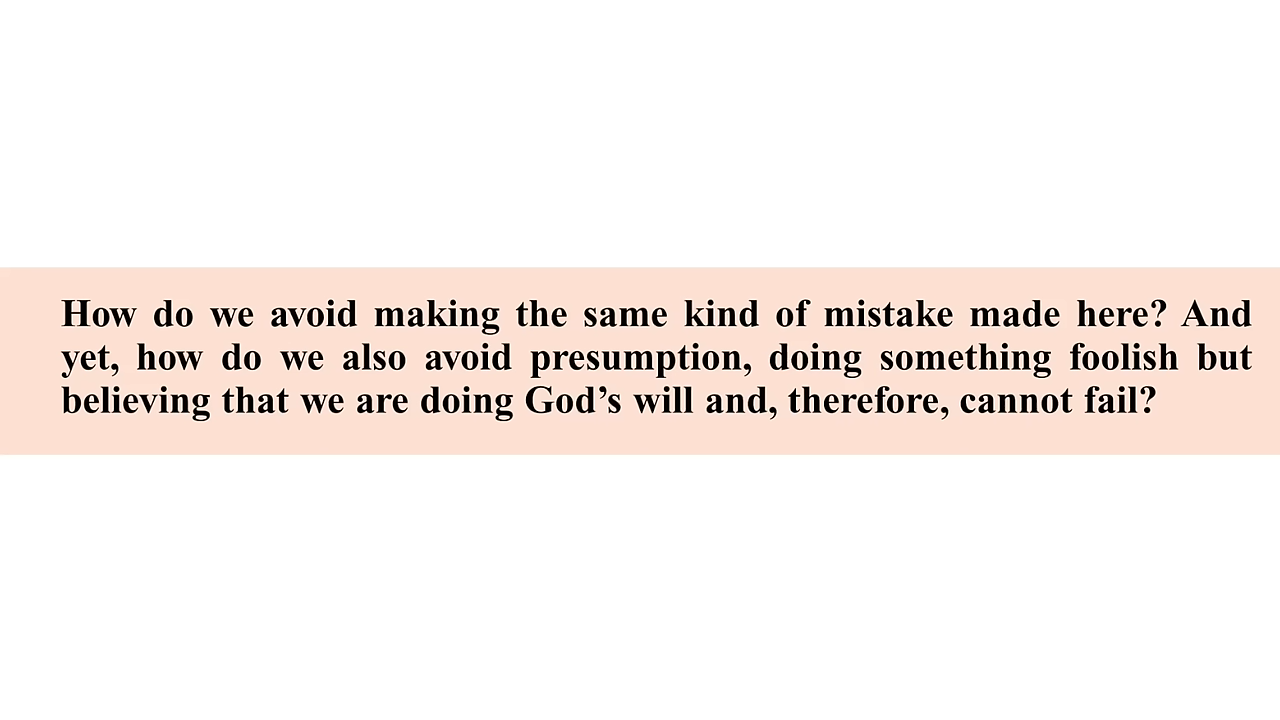 How do we avoid making the same kind of mistake made here? And
yet, how do we also avoid presumption, doing something foolish but
believing that we are doing God’s will and, therefore, cannot fail?